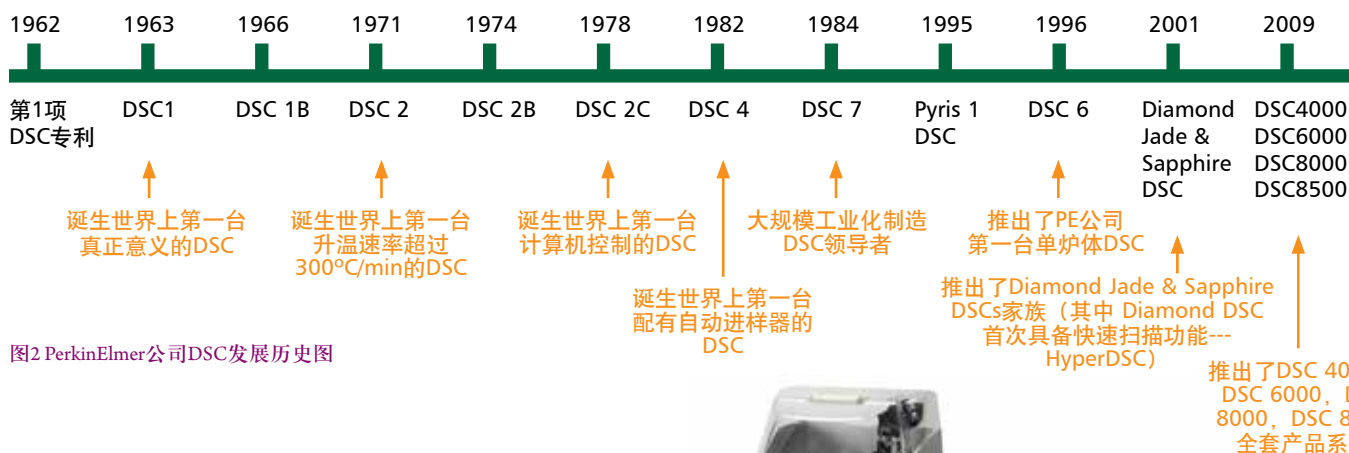 1962 1963 1966 1971 1974 1978 1982 1984 1995 1996 2001 2009
第1项
DSC专利
DSC1
DSC 1B
DSC 2
DSC 2B
DSC 2C
DSC 4
DSC 7
Pyris 1
DSC
DSC 6
Diamond
Jade &
Sapphire
DSC
DSC4000
DSC6000
DSC8000
DSC8500
诞生世界上第一台
真正意义的DSC
诞生世界上第一台
升温速率超过
300ºC/min的DSC
诞生世界上第一台
计算机控制的DSC
诞生世界上第一台
配有自动进样器的
DSC
大规模工业化制造
DSC领导者
推出了PE公司
第一台单炉体DSC
推出了Diamond Jade & Sapphire
DSCs家族（其中 Diamond DSC
首次具备快速扫描功能---
HyperDSC）
推出了DSC 40
DSC 6000，D
8000，DSC 8
全套产品系
图2 PerkinElmer公司DSC发展历史图